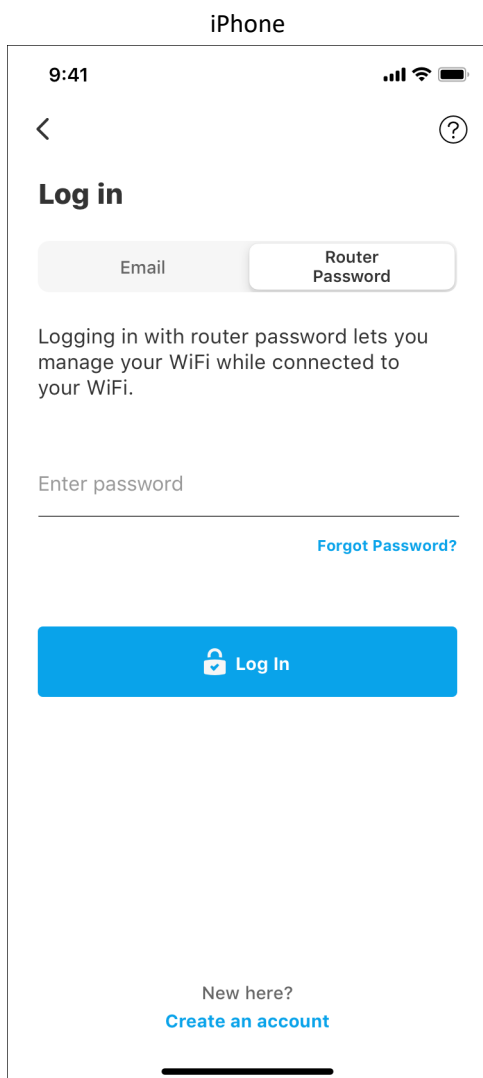 iPhone
9:41
?
Log in
Email
Router
Password
Logging in with router password lets you
manage your WiFi while connected to
your WiFi.
Enter password
Forgot Password?
Log In
New here?
Create an account